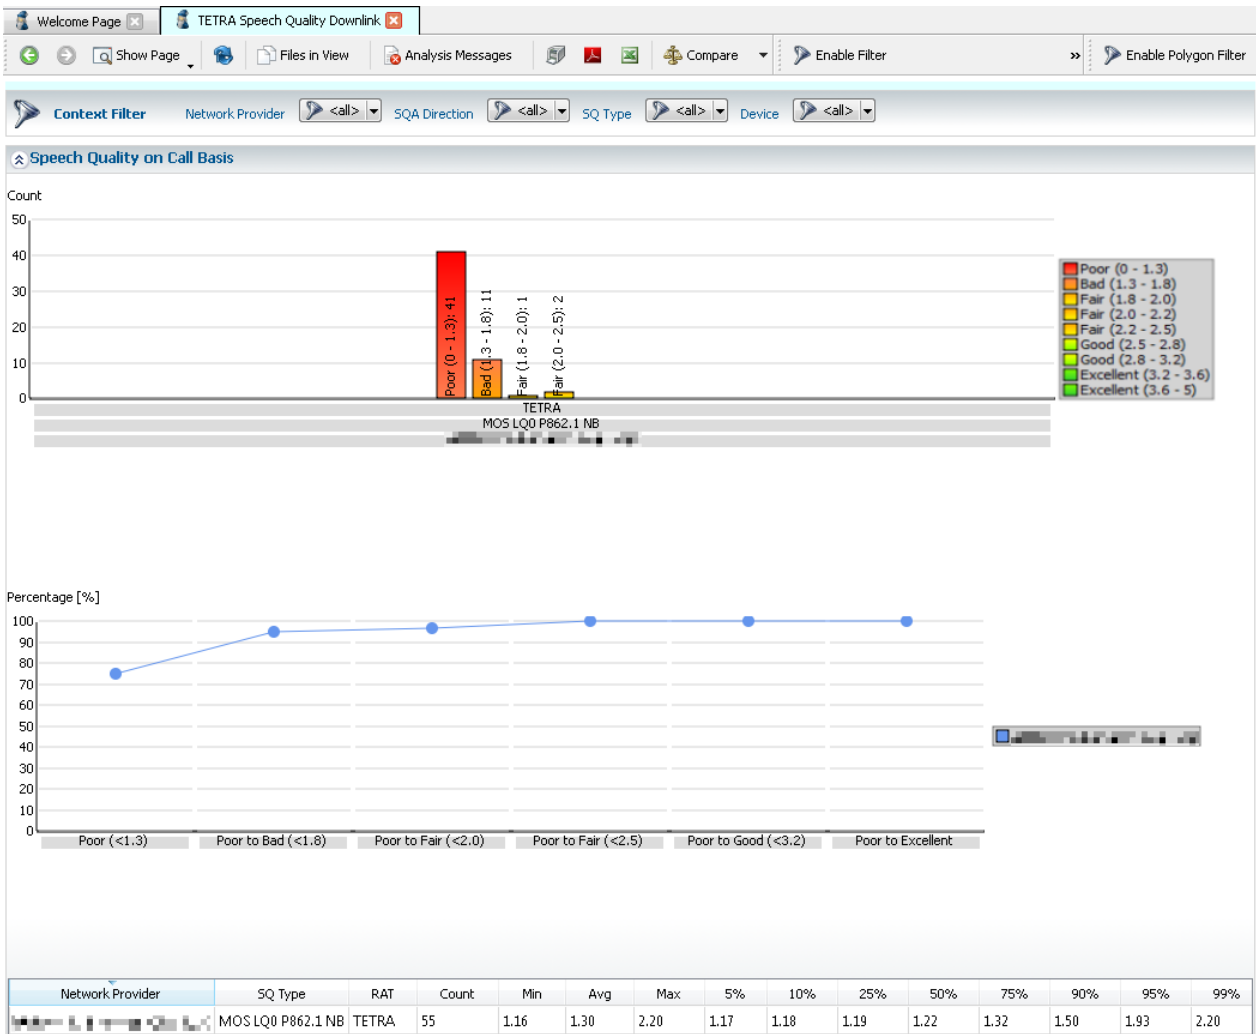 Welcome Page TETRA Speech Quality Downlink
Show Page Files in View Analysis Messages Compare Enable Filter » Enable Polygon Filter
Context Filter Network Provider <all> SQA Direction <all> SQ Type <all> Device <all>
Speech Quality on Call Basis
Count
50
40
30
20
10
0
Poor (0 - 1.3): 41
Bad (1.3 - 1.8): 11
Fair (1.8 - 2.0): 1
Fair (2.0 - 2.5): 2
TETRA
MOS LQ0 P862.1 NB
Poor (0 - 1.3)
Bad (1.3 - 1.8)
Fair (1.8 - 2.0)
Fair (2.0 - 2.2)
Fair (2.2 - 2.5)
Good (2.5 - 2.8)
Good (2.8 - 3.2)
Excellent (3.2 - 3.6)
Excellent (3.6 - 5)
Percentage [%]
100
90
80
70
60
50
40
30
20
10
0
Poor (<1.3) Poor to Bad (<1.8) Poor to Fair (<2.0) Poor to Fair (<2.5) Poor to Good (<3.2) Poor to Excellent
Network Provider SQ Type RAT Count Min Avg Max 5% 10% 25% 50% 75% 90% 95% 99%
MOS LQ0 P862.1 NB TETRA 55 1.16 1.30 2.20 1.17 1.18 1.19 1.22 1.32 1.50 1.93 2.20